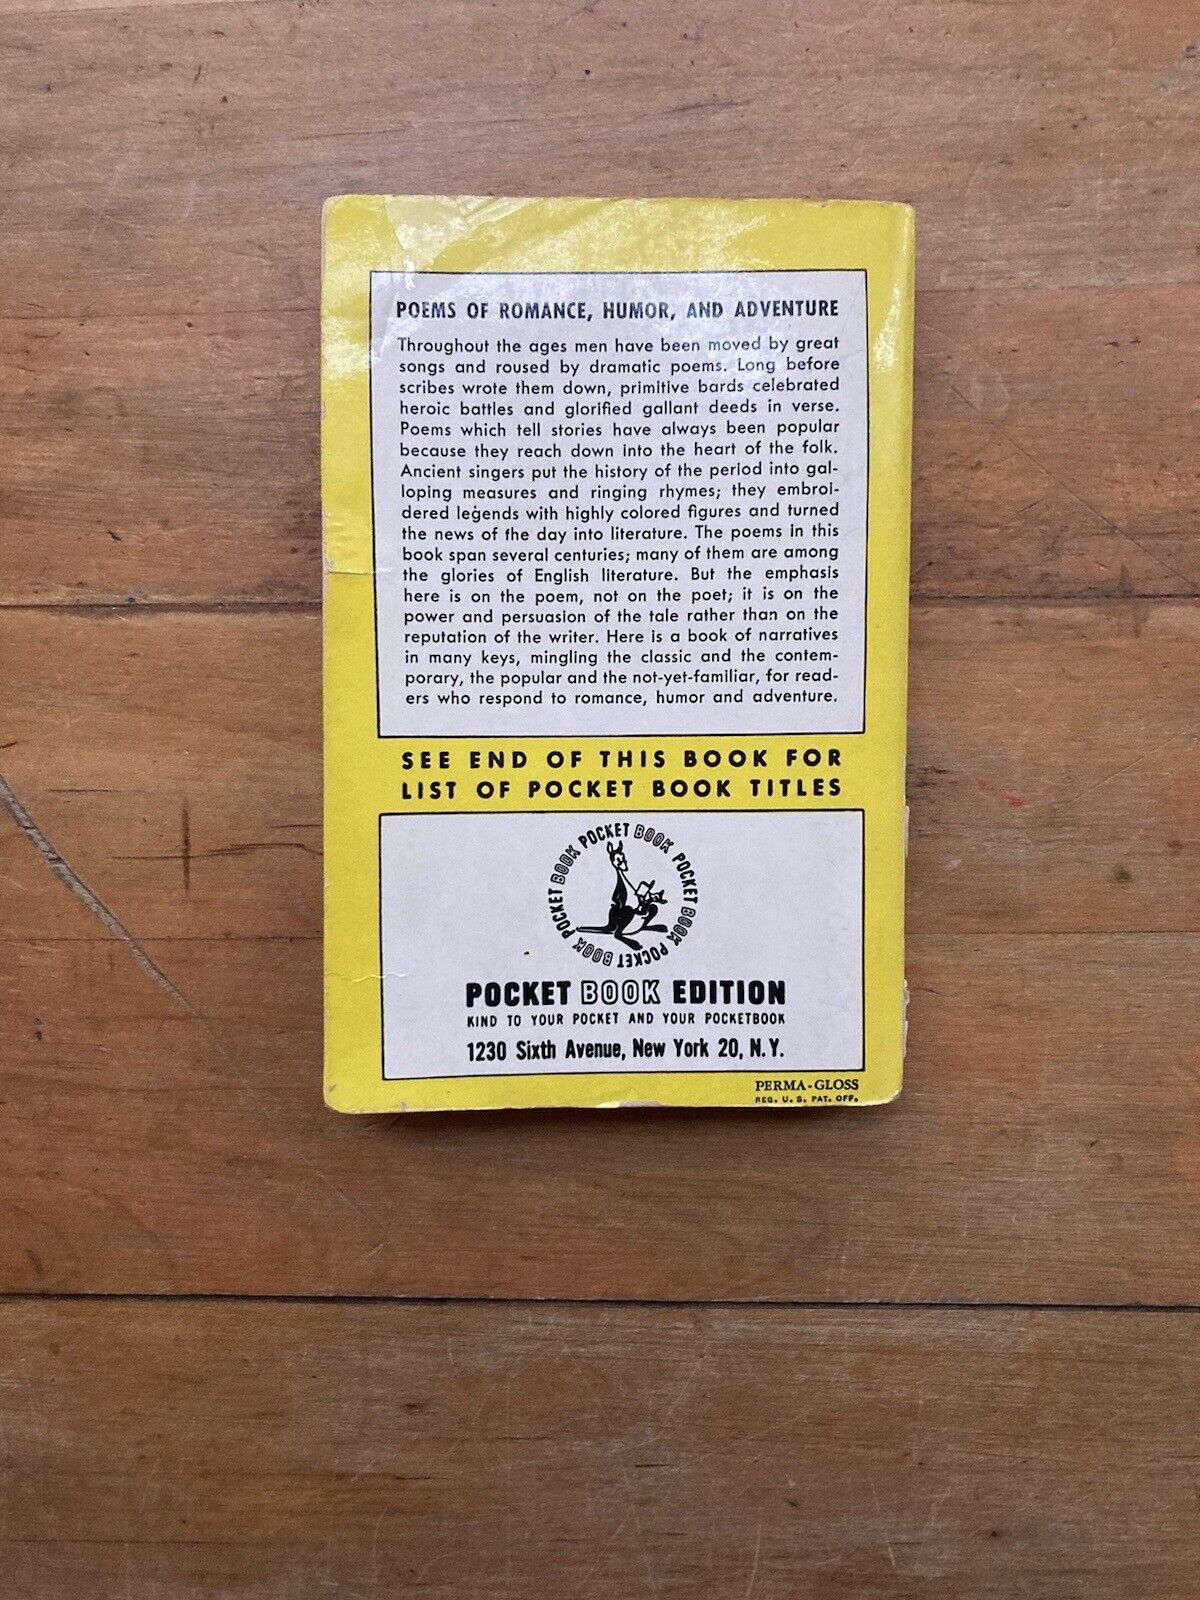 POEMS OF ROMANCE, HUMOR, AND ADVENTURE
Throughout the ages men have been moved by great
songs and roused by dramatic poems. Long before
scribes wrote them down, primitive bards celebrated
heroic battles and glorified gallant deeds in verse.
Poems which tell stories have always been popular
because they reach down into the heart of the folk.
Ancient singers put the history of the period into gal-
loping measures and ringing rhymes; they embroi-
dered legends with highly colored figures and turned
the news of the day into literature. The poems in this
book span several centuries; many of them are among
the glories of English literature. But the emphasis
here is on the poem, not on the poet; it is on the
power and persuasion of the tale rather than on the
reputation of the writer. Here is a book of narratives
in many keys, mingling the classic and the contem-
porary, the popular and the not-yet-familiar, for read-
ers who respond to romance, humor and adventure.
SEE END OF THIS BOOK FOR
LIST OF POCKET BOOK TITLES
POCKET BOOK POCKET BOOK POCKET BOOK POCKET BOOK
POCKET BOOK EDITION
KIND TO YOUR POCKET AND YOUR POCKETBOOK
1230 Sixth Avenue, New York 20, N.Y.
PERMA-GLOSS
REG. U. S. PAT. OFF.